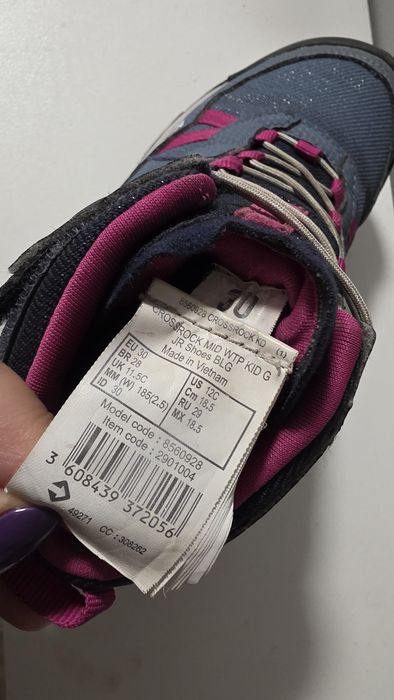 30
8560928 CROSSROCK KD
(1)
CROSSROCK MID WTP KID G
JR Shoes BLG
Made in Vietnam
EU 30
BR 28
UK 11.5C
MM (W) 185(2,5)
ID 30
US 12C
Cm 18.5
RU 29
MX 18.5
Model code : 8560928
Item code : 2901004
3 608439 372056
49271 CC : 308262